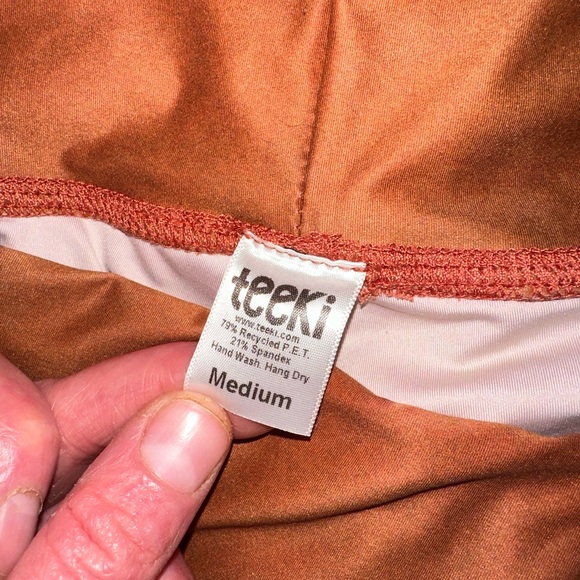 teeki
www.teeki.com
79% Recycled P.E.T.
21% Spandex
Hand Wash. Hang Dry
Medium